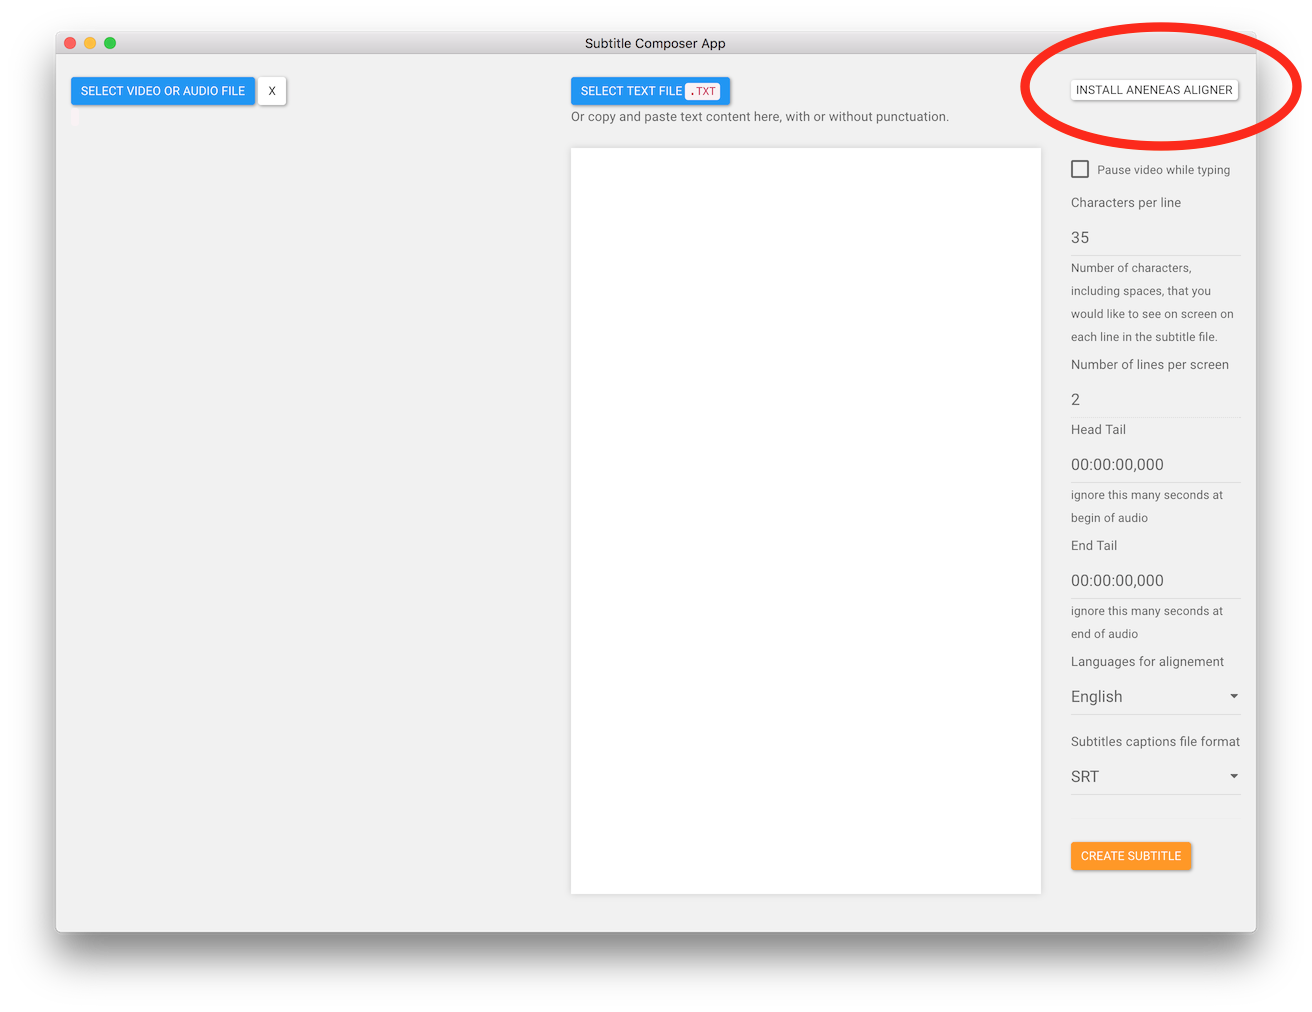 Subtitle Composer App
SELECT VIDEO OR AUDIO FILE
X
SELECT TEXT FILE .TXT
Or copy and paste text content here, with or without punctuation.
INSTALL ANENEAS ALIGNER
Pause video while typing
Characters per line
35
Number of characters,
including spaces, that you
would like to see on screen on
each line in the subtitle file.
Number of lines per screen
2
Head Tail
00:00:00,000
ignore this many seconds at
begin of audio
End Tail
00:00:00,000
ignore this many seconds at
end of audio
Languages for alignement
English
Subtitles captions file format
SRT
CREATE SUBTITLE